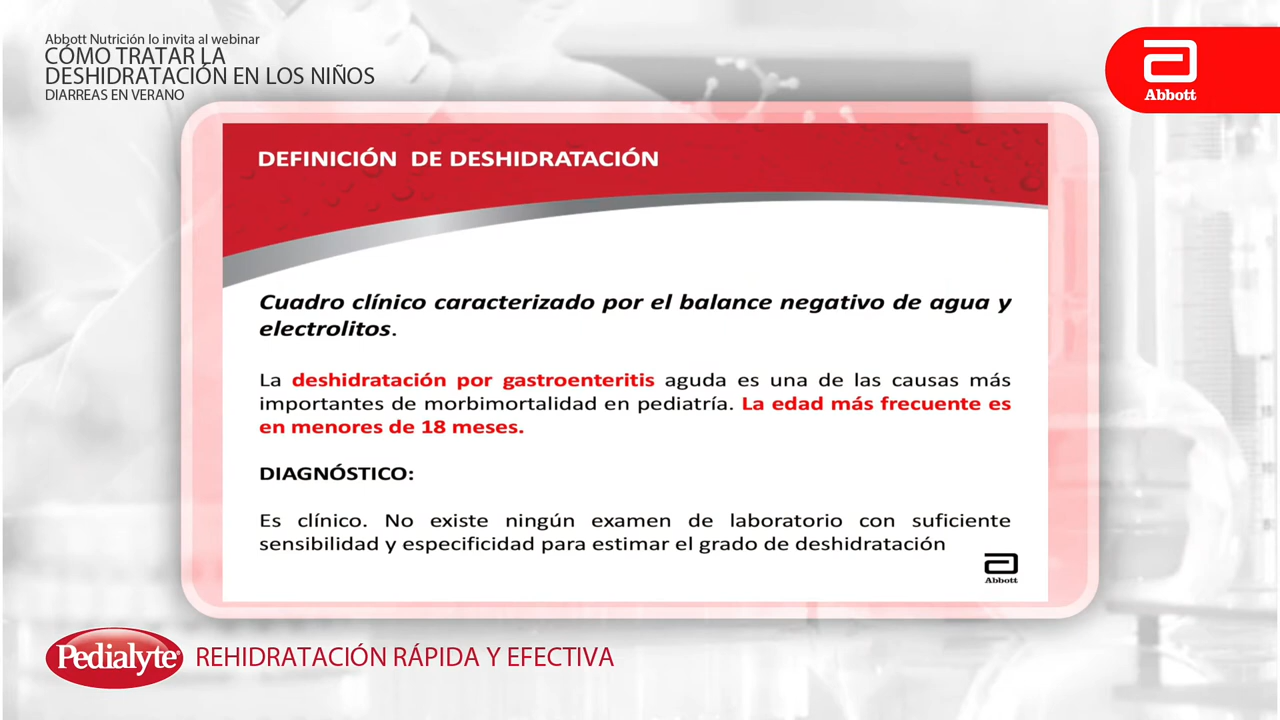 Abbott Nutrición lo invita al webinar
CÓMO TRATAR LA
DESHIDRATACIÓN EN LOS NIÑOS
DIARREAS EN VERANO
Abbott
DEFINICIÓN DE DESHIDRATACIÓN
Cuadro clínico caracterizado por el balance negativo de agua y
electrolitos.
La deshidratación por gastroenteritis aguda es una de las causas más
importantes de morbimortalidad en pediatría. La edad más frecuente es
en menores de 18 meses.
DIAGNÓSTICO:
Es clínico. No existe ningún examen de laboratorio con suficiente
sensibilidad y especificidad para estimar el grado de deshidratación
Abbott
Pedialyte® REHIDRATACIÓN RÁPIDA Y EFECTIVA